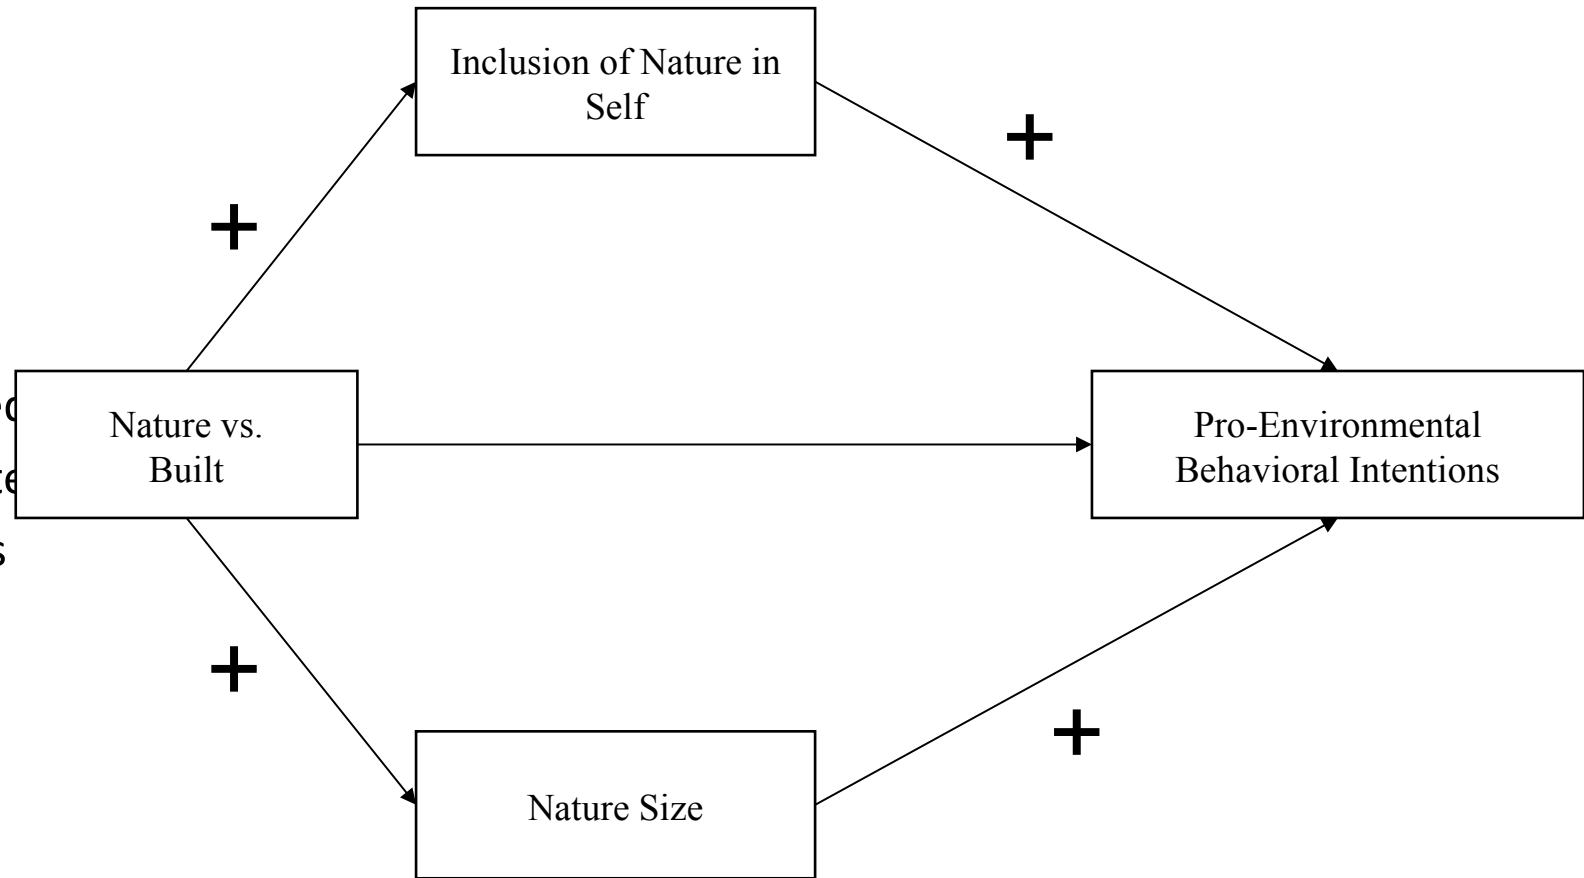 Inclusion of Nature in
Self
+
+
Nature vs.
Built
Pro-Environmental
Behavioral Intentions
+
+
Nature Size